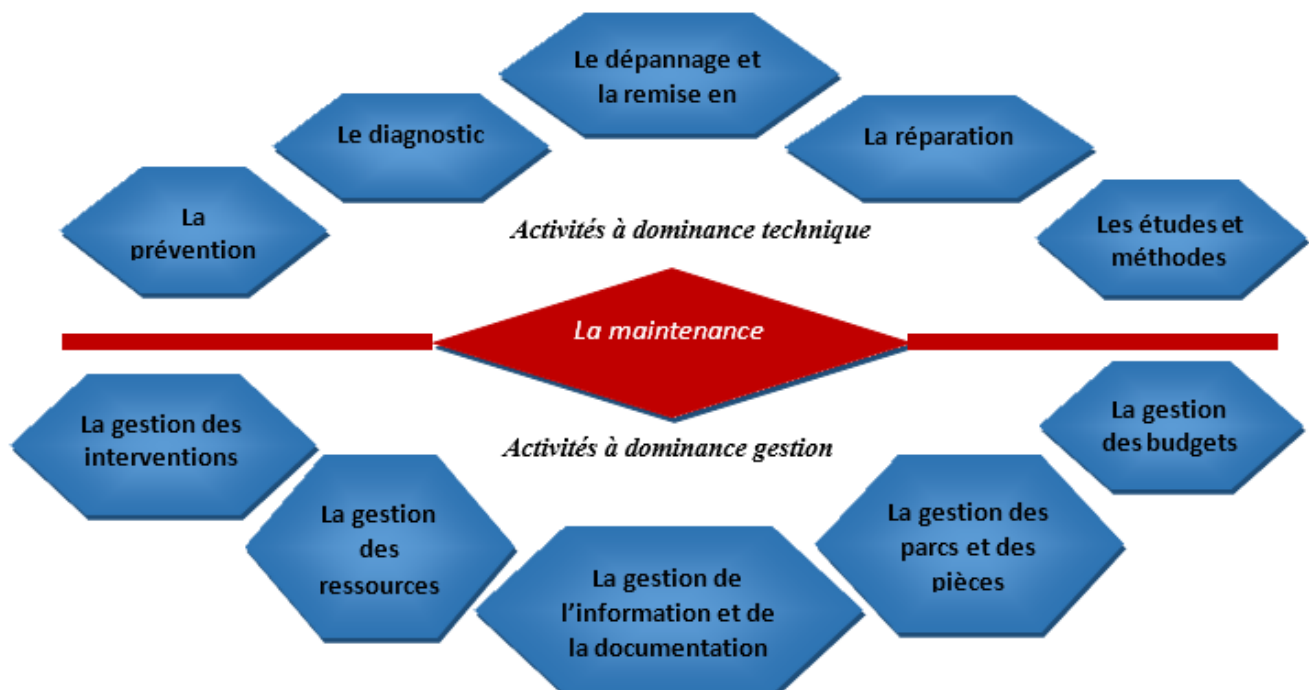 Le dépannage et
la remise en
Le diagnostic
La réparation
La
prévention
Les études et
méthodes
Activités à dominance technique
La maintenance
Activités à dominance gestion
La gestion des
interventions
La gestion
des
ressources
La gestion de
l’information et de
la documentation
La gestion des
parcs et des
pièces
La gestion
des budgets